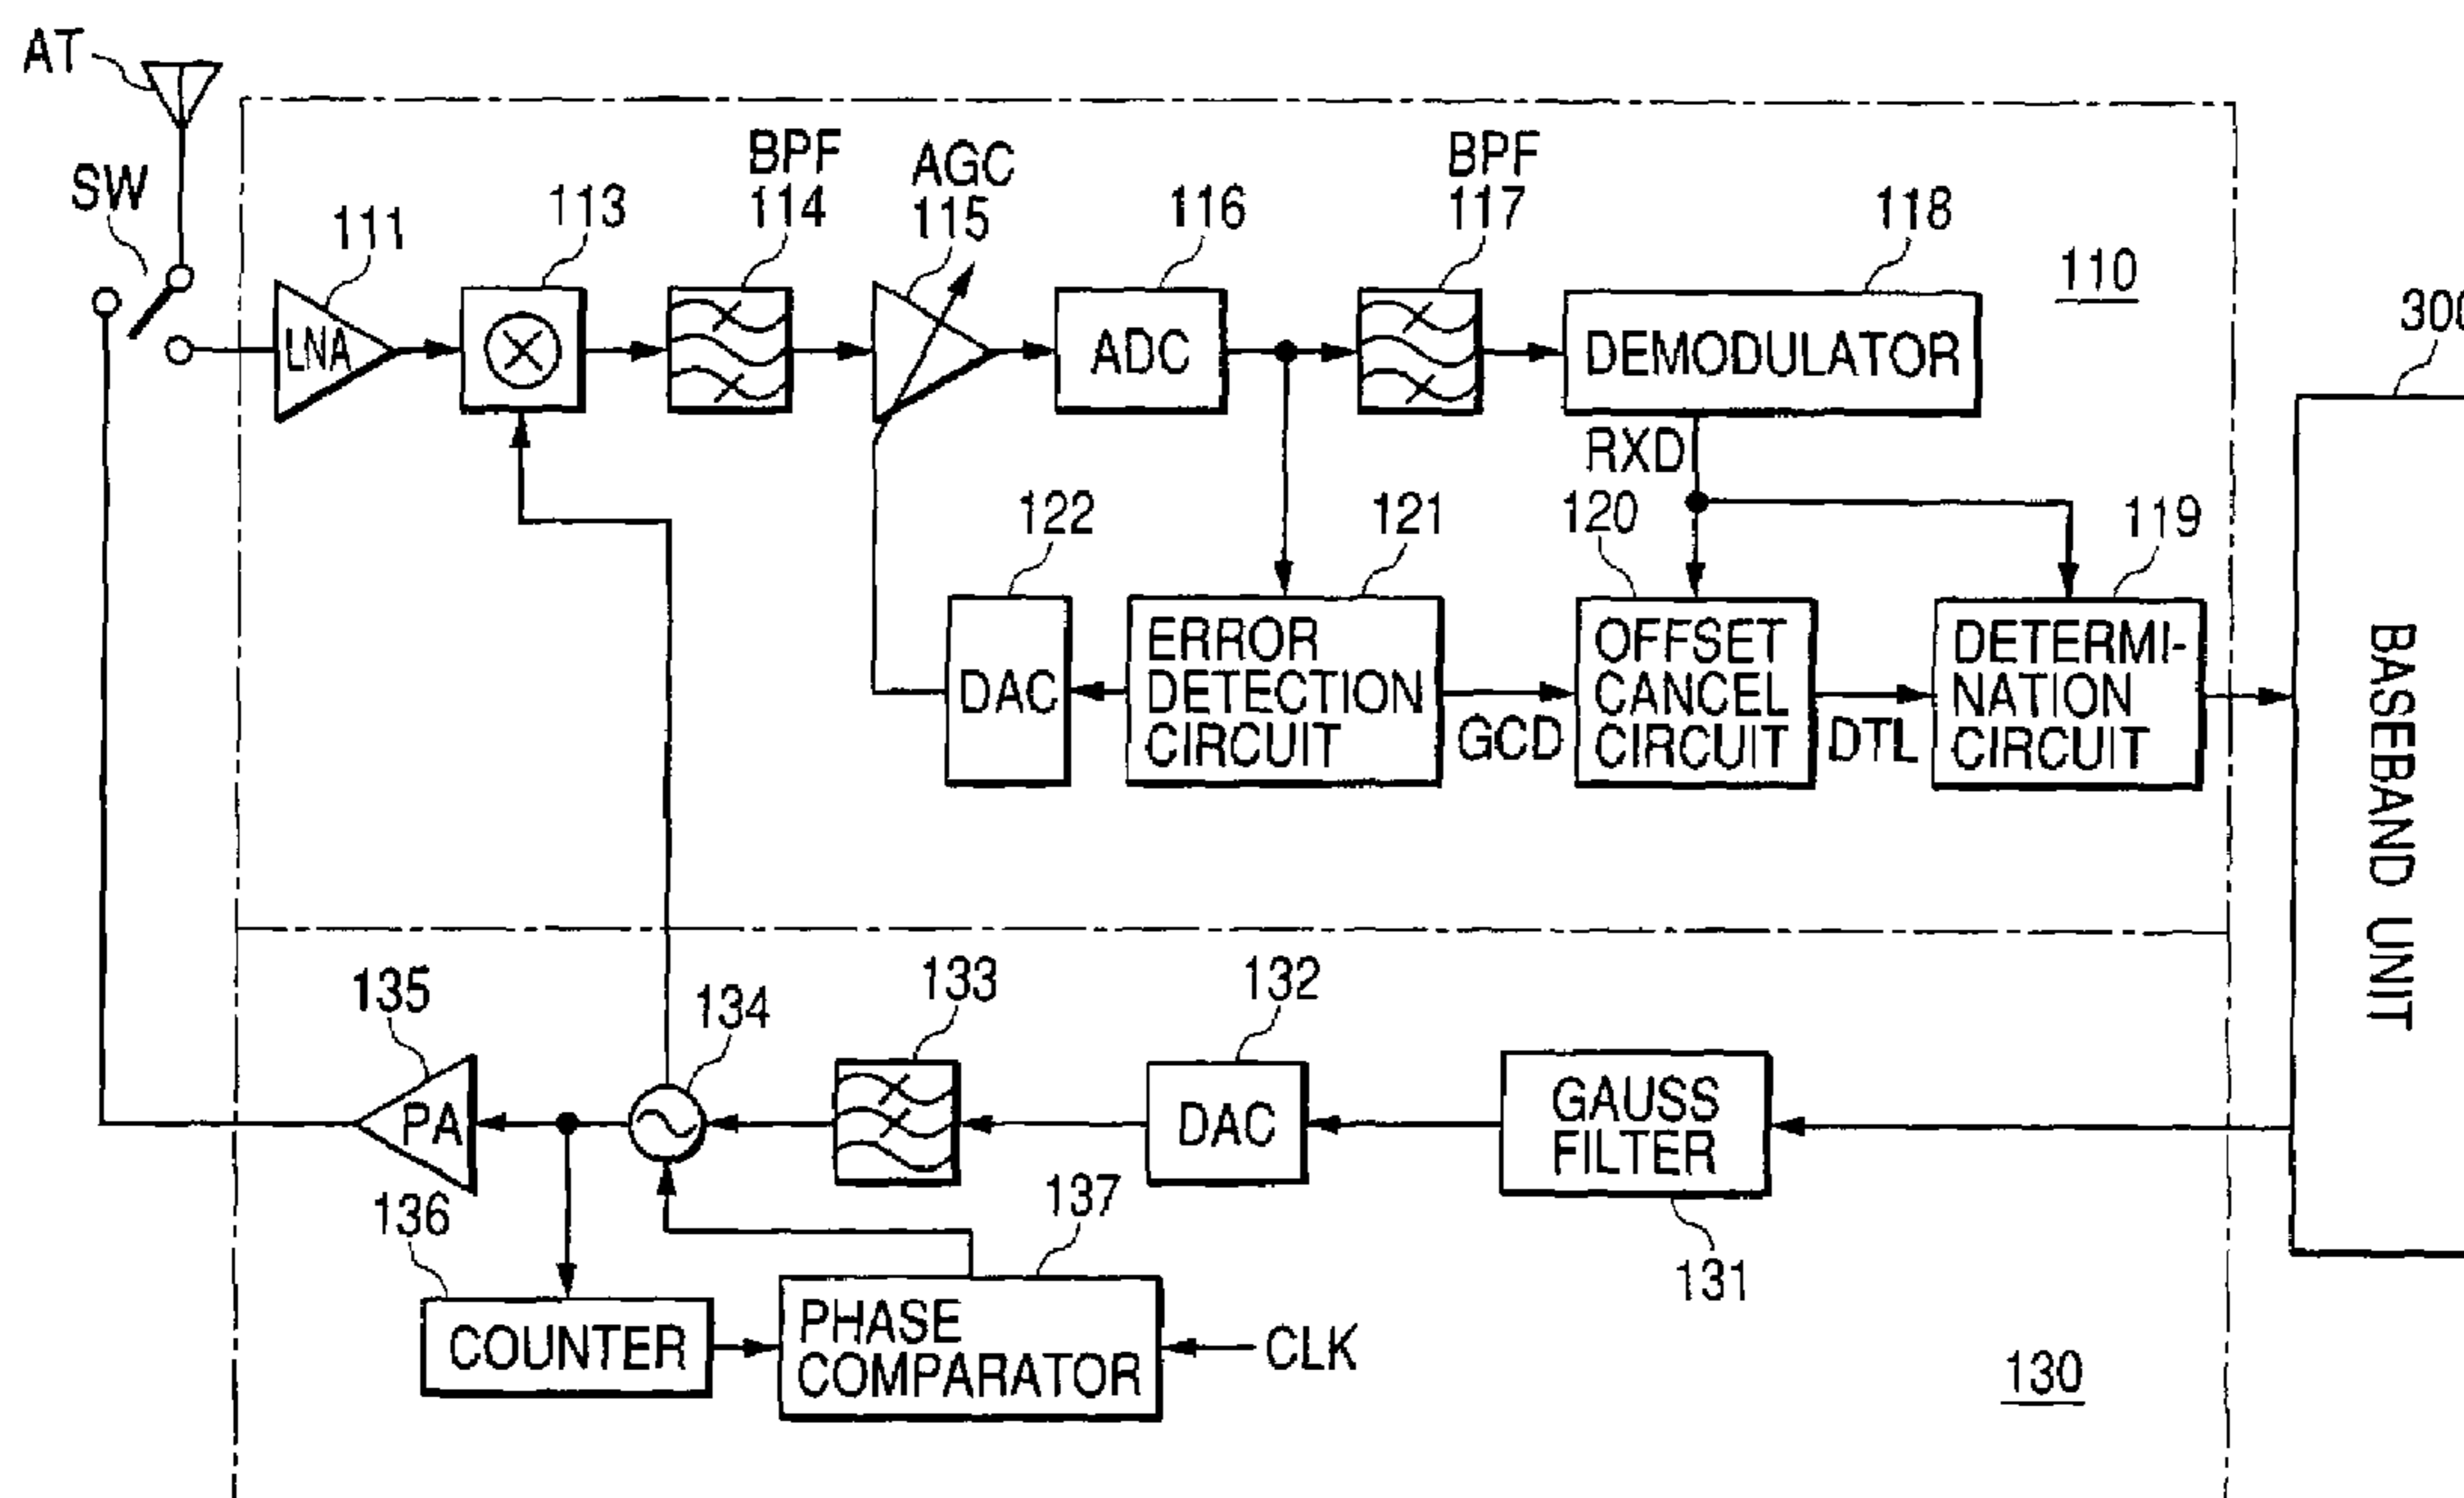 AT
SW
111
LNA
113
BPF
114
AGC
115
116
ADC
BPF
117
118
DEMODULATOR
110
RXD
122
DAC
121
ERROR
DETECTION
CIRCUIT
GCD
120
OFFSET
CANCEL
CIRCUIT
DTL
119
DETERMI-
NATION
CIRCUIT
300
BASEBAND UNIT
135
PA
134
133
132
DAC
GAUSS
FILTER
131
136
COUNTER
137
PHASE
COMPARATOR
CLK
130